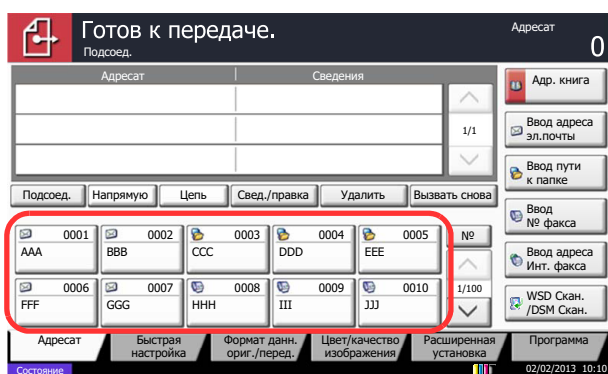 Готов к передаче.
Подсоед.
Адресат
0
Адресат Сведения
1/1
Адр. книга
Ввод адреса
эл.почты
Ввод пути
к папке
Ввод
№ факса
Ввод адреса
Инт. факса
WSD Скан.
/DSM Скан.
Подсоед. Напрямую Цепь Свед./правка Удалить Вызвать снова
0001 0002 0003 0004 0005
AAA BBB CCC DDD EEE
0006 0007 0008 0009 0010
FFF GGG HHH III JJJ
№
1/100
Адресат
Быстрая
настройка
Формат данн.
ориг./перед.
Цвет/качество
изображения
Расширенная
установка
Программа
Состояние
02/02/2013 10:10